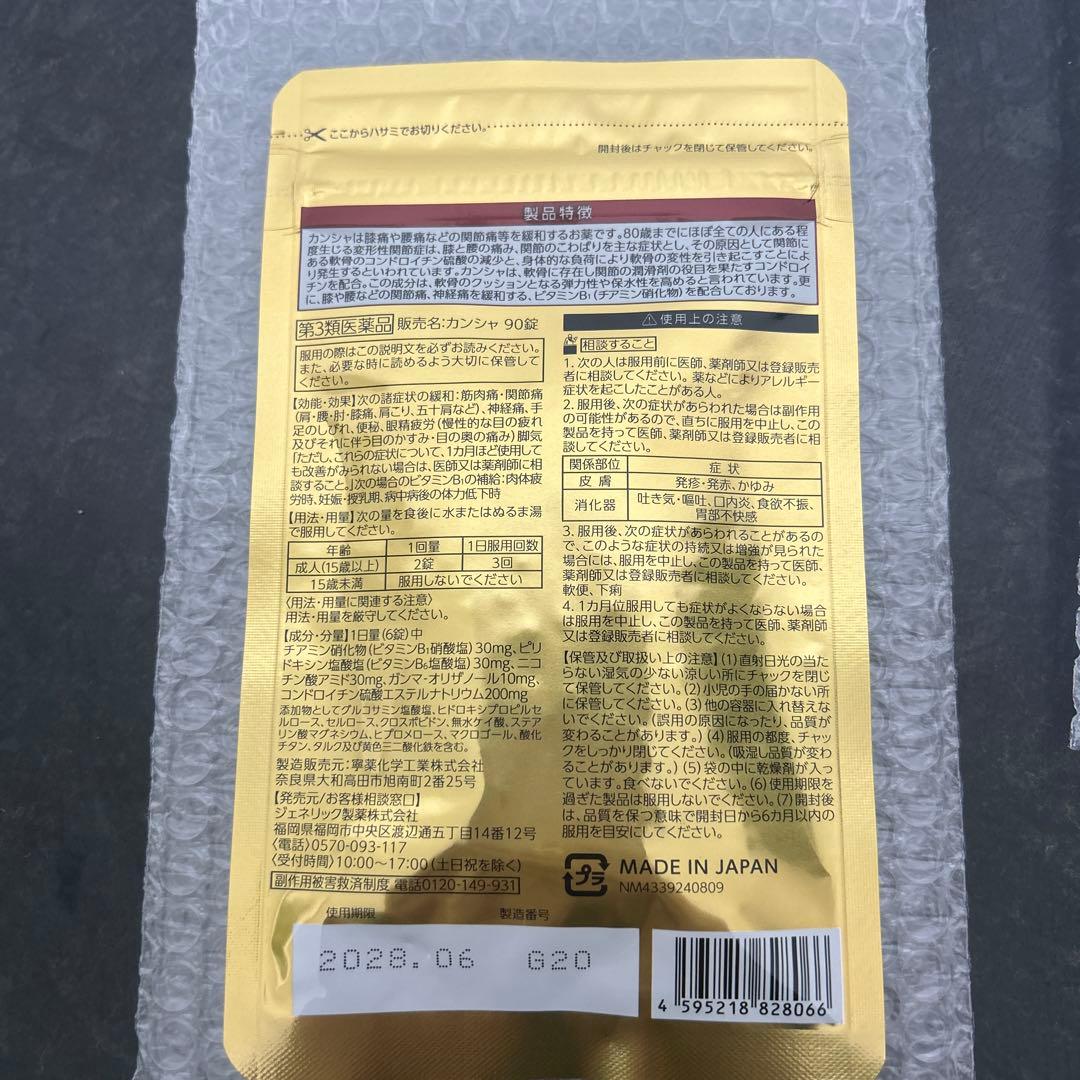 ここからハサミでお切りください。
開封後はチャックを閉じて保管してください。
製品特徴
カンシャは膝痛や腰痛などの関節痛等を緩和するお薬です。80歳までにほぼ全ての人にある程
度生じる変形性関節症は、膝と腰の痛み、関節のこわばりを主な症状とし、その原因として関節に
ある軟骨のコンドロイチン硫酸の減少と、身体的な負荷により軟骨の変性を引き起こすことによ
り発生するといわれています。カンシャは、軟骨に存在し関節の潤滑剤の役目を果たすコンドロイ
チンを配合。この成分は、軟骨のクッションとなる弾力性や保水性を高めると言われています。更
に、膝や腰などの関節痛、神経痛を緩和する、ビタミンB₁(チアミン硝化物)を配合しております。
第3類医薬品 販売名:カンシャ 90錠
服用の際はこの説明文を必ずお読みください。
また、必要な時に読めるよう大切に保管して
ください。
【効能・効果】次の諸症状の緩和:筋肉痛・関節痛
(肩・腰・肘・膝痛、肩こり、五十肩など)、神経痛、手
足のしびれ、便秘、眼精疲労(慢性的な目の疲れ
及びそれに伴う目のかすみ・目の奥の痛み)脚気
「ただし、これらの症状について、1カ月ほど使用して
も改善がみられない場合は、医師又は薬剤師に相
談すること。」次の場合のビタミンB₁の補給:肉体疲
労時、妊娠・授乳期、病中病後の体力低下時
【用法・用量】次の量を食後に水またはぬるま湯
で服用してください。
年齢 1回量 1日服用回数
成人(15歳以上) 2錠 3回
15歳未満 服用しないでください
〈用法・用量に関連する注意〉
用法・用量を厳守してください。
【成分・分量】1日量(6錠)中
チアミン硝化物(ビタミンB₁硝酸塩)30mg、ピリ
ドキシン塩酸塩(ビタミンB₆塩酸塩)30mg、ニコ
チン酸アミド30mg、ガンマ-オリザノール10mg、
コンドロイチン硫酸エステルナトリウム200mg
添加物としてグルコサミン塩酸塩、ヒドロキシプロピルセ
ルロース、セルロース、クロスポビドン、無水ケイ酸、ステア
リン酸マグネシウム、ヒプロメロース、マクロゴール、酸化
チタン、タルク及び黄色三二酸化鉄を含む。
製造販売元:寧薬化学工業株式会社
奈良県大和高田市旭南町2番25号
【発売元/お客様相談窓口】
ジェネリック製薬株式会社
福岡県福岡市中央区渡辺通五丁目14番12号
〈電話〉0570-093-117
〈受付時間〉10:00〜17:00(土日祝を除く)
副作用被害救済制度 電話0120-149-931
⚠使用上の注意
相談すること
1. 次の人は服用前に医師、薬剤師又は登録販売
者に相談してください。薬などによりアレルギー
症状を起こしたことがある人。
2. 服用後、次の症状があらわれた場合は副作用
の可能性があるので、直ちに服用を中止し、この
製品を持って医師、薬剤師又は登録販売者に相
談してください。
関係部位 症状
皮膚 発疹・発赤、かゆみ
消化器 吐き気・嘔吐、口内炎、食欲不振、
胃部不快感
3. 服用後、次の症状があらわれることがあるの
で、このような症状の持続又は増強が見られた
場合には、服用を中止し、この製品を持って医師、
薬剤師又は登録販売者に相談してください。
軟便、下痢
4. 1カ月位服用しても症状がよくならない場合
は服用を中止し、この製品を持って医師、薬剤師
又は登録販売者に相談してください。
【保管及び取扱い上の注意】(1)直射日光の当た
らない湿気の少ない涼しい所にチャックを閉じ
て保管してください。(2)小児の手の届かない所
に保管してください。(3)他の容器に入れ替えな
いでください。(誤用の原因になったり、品質が
変わることがあります。)(4)服用の都度、チャッ
クをしっかり閉じてください。(吸湿し品質が変わ
ることがあります。)(5)袋の中に乾燥剤が入っ
ています。食べないでください。(6)使用期限を
過ぎた製品は服用しないでください。(7)開封後
は、品質を保つ意味で開封日から6カ月以内の
服用を目安にしてください。
プラ
MADE IN JAPAN
NM4339240809
使用期限 製造番号
2028.06 G20
4 595218 828066